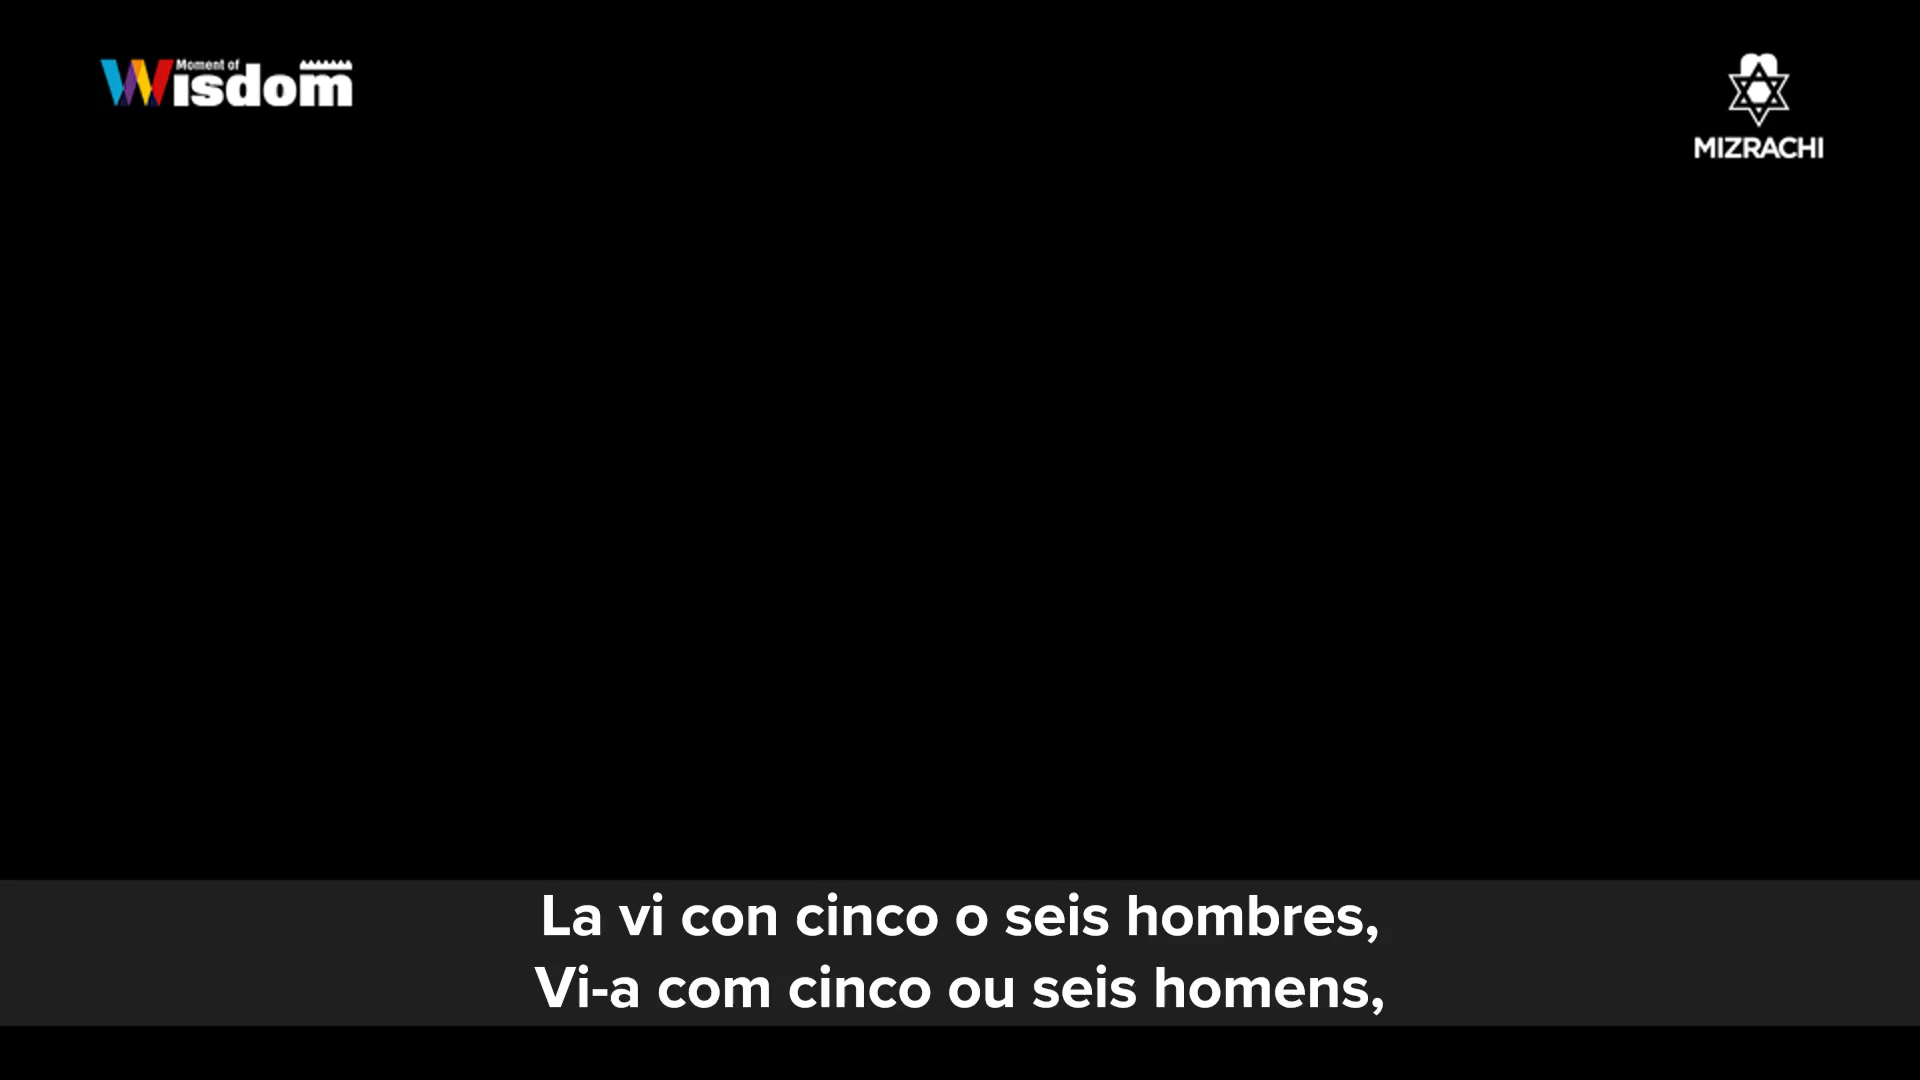 Moment of
Wisdom
MIZRACHI
La vi con cinco o seis hombres,
Vi-a com cinco ou seis homens,